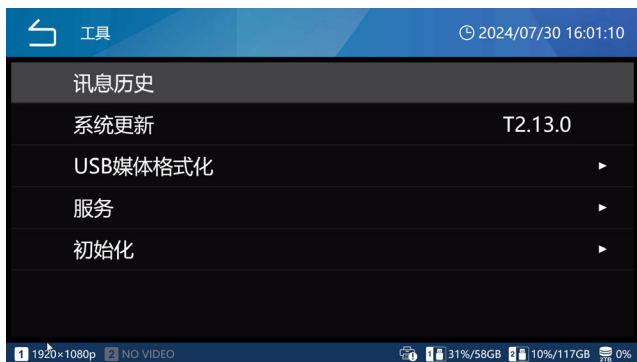 工具 2024/07/30 16:01:10
讯息历史
系统更新 T2.13.0
USB媒体格式化
服务
初始化
1 1920×1080p 2 NO VIDEO 1 31%/58GB 2 10%/117GB 2TB 0%